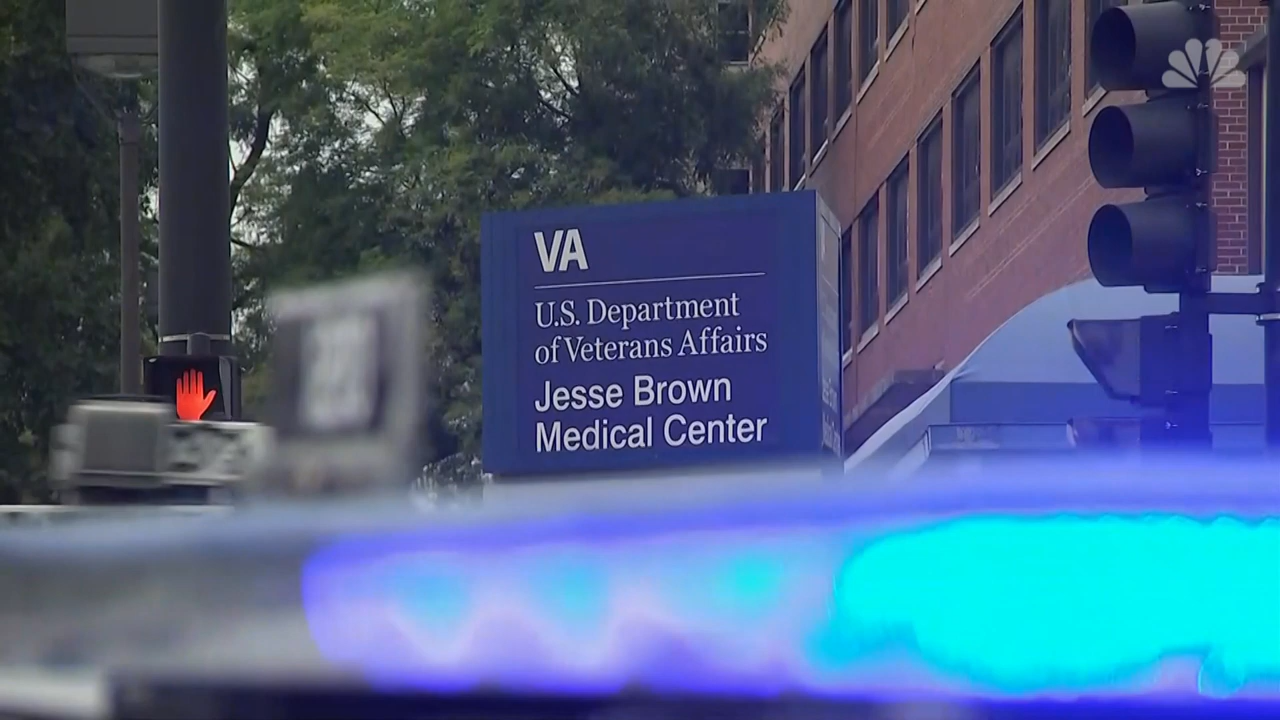 VA
U.S. Department
of Veterans Affairs
Jesse Brown
Medical Center